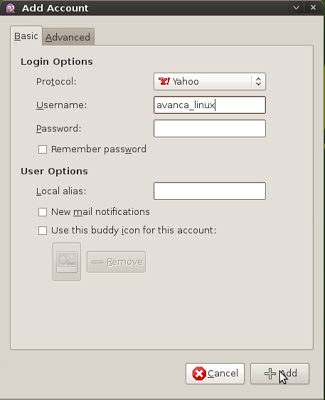 Add Account
Basic Advanced
Login Options
Protocol: Yahoo
Username: avanca_linux
Password:
Remember password
User Options
Local alias:
New mail notifications
Use this buddy icon for this account:
Remove
Cancel Add